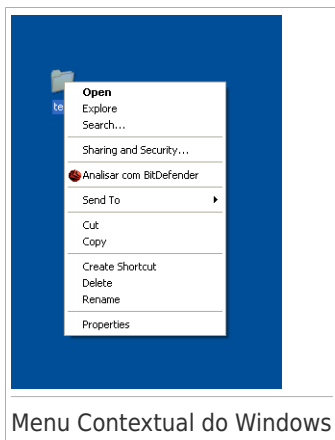 Open
Explore
Search...
Sharing and Security...
Analisar com BitDefender
Send To
Cut
Copy
Create Shortcut
Delete
Rename
Properties
Menu Contextual do Windows